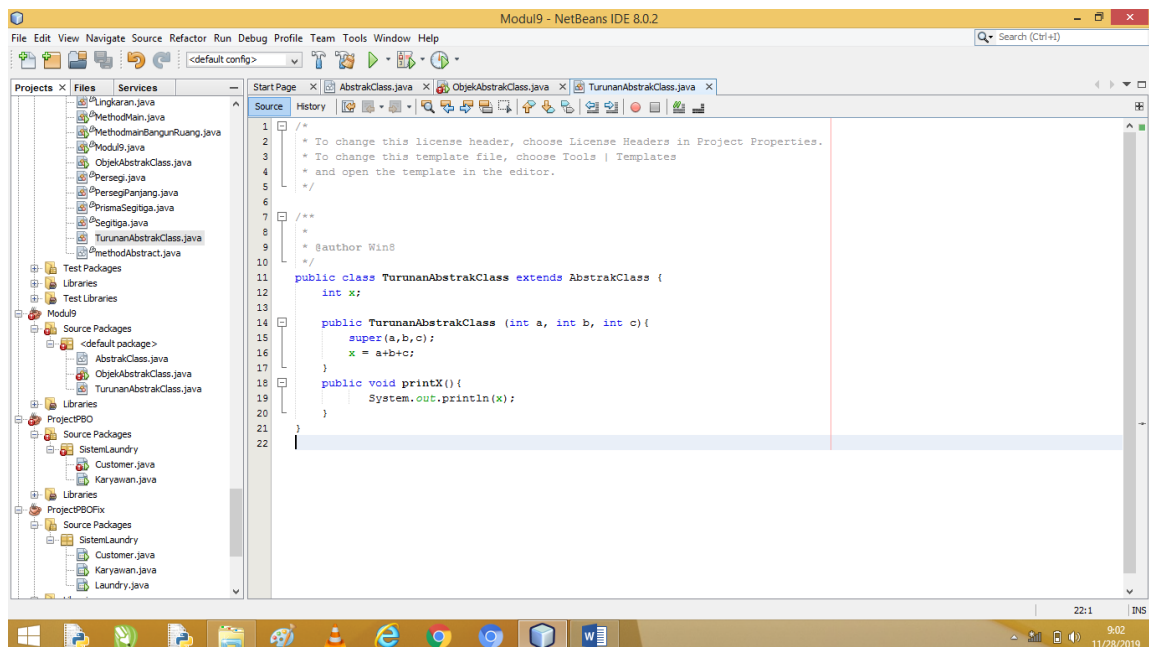 Modul9 - NetBeans IDE 8.0.2
File Edit View Navigate Source Refactor Run Debug Profile Team Tools Window Help
Search (Ctrl+I)
<default config>
Projects Files Services
Start Page AbstrakClass.java ObjekAbstrakClass.java TurunanAbstrakClass.java
Source History
Lingkaran.java
MethodMain.java
MethodmainBangunRuang.java
Modul9.java
ObjekAbstrakClass.java
Persegi.java
PersegiPanjang.java
PrismaSegitiga.java
Segitiga.java
TurunanAbstrakClass.java
methodAbstract.java
Test Packages
Libraries
Test Libraries
Modul9
Source Packages
<default package>
AbstrakClass.java
ObjekAbstrakClass.java
TurunanAbstrakClass.java
Libraries
ProjectPBO
Source Packages
SistemLaundry
Customer.java
Karyawan.java
Libraries
ProjectPBOFix
Source Packages
SistemLaundry
Customer.java
Karyawan.java
Laundry.java
1 /*
2 * To change this license header, choose License Headers in Project Properties.
3 * To change this template file, choose Tools | Templates
4 * and open the template in the editor.
5 */
6
7 /**
8 *
9 * @author Win8
10 */
11 public class TurunanAbstrakClass extends AbstrakClass {
12 int x;
13
14 public TurunanAbstrakClass (int a, int b, int c){
15 super(a,b,c);
16 x = a+b+c;
17 }
18 public void printX(){
19 System.out.println(x);
20 }
21 }
22
22:1 INS
9:02
11/28/2019